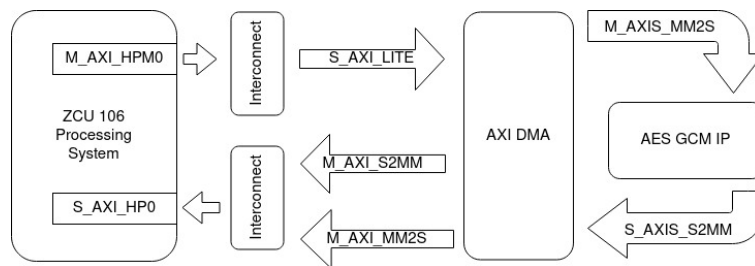 M_AXI_HPM0
ZCU 106
Processing
System
S_AXI_HP0
Interconnect
Interconnect
S_AXI_LITE
M_AXI_S2MM
M_AXI_MM2S
AXI DMA
M_AXIS_MM2S
AES GCM IP
S_AXIS_S2MM